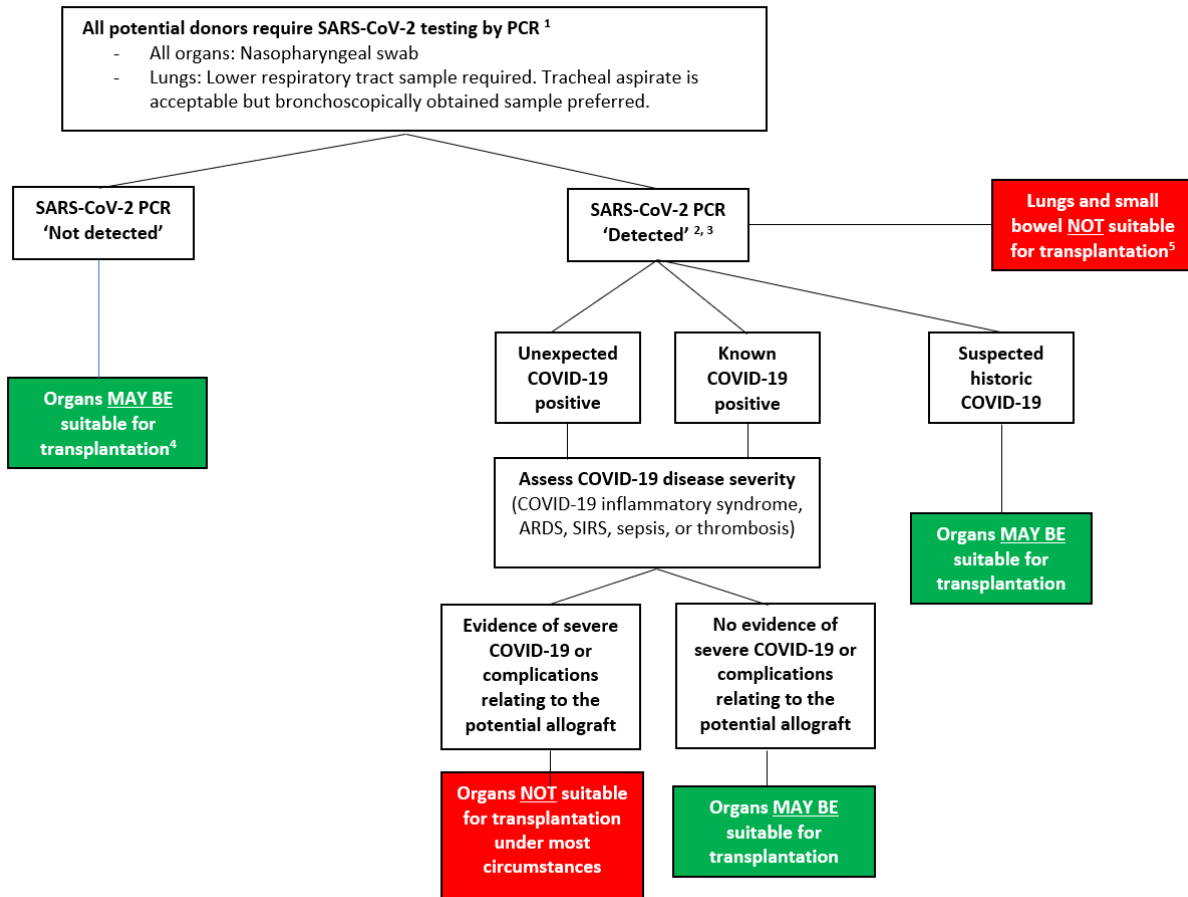 All potential donors require SARS-CoV-2 testing by PCR ¹
- All organs: Nasopharyngeal swab
- Lungs: Lower respiratory tract sample required. Tracheal aspirate is
acceptable but bronchoscopically obtained sample preferred.
SARS-CoV-2 PCR
‘Not detected’
SARS-CoV-2 PCR
‘Detected’ ²,³
Lungs and small
bowel NOT suitable
for transplantation⁵
Unexpected
COVID-19
positive
Known
COVID-19
positive
Suspected
historic
COVID-19
Organs MAY BE
suitable for
transplantation⁴
Assess COVID-19 disease severity
(COVID-19 inflammatory syndrome,
ARDS, SIRS, sepsis, or thrombosis)
Organs MAY BE
suitable for
transplantation
Evidence of severe
COVID-19 or
complications
relating to the
potential allograft
No evidence of
severe COVID-19 or
complications
relating to the
potential allograft
Organs NOT suitable
for transplantation
under most
circumstances
Organs MAY BE
suitable for
transplantation